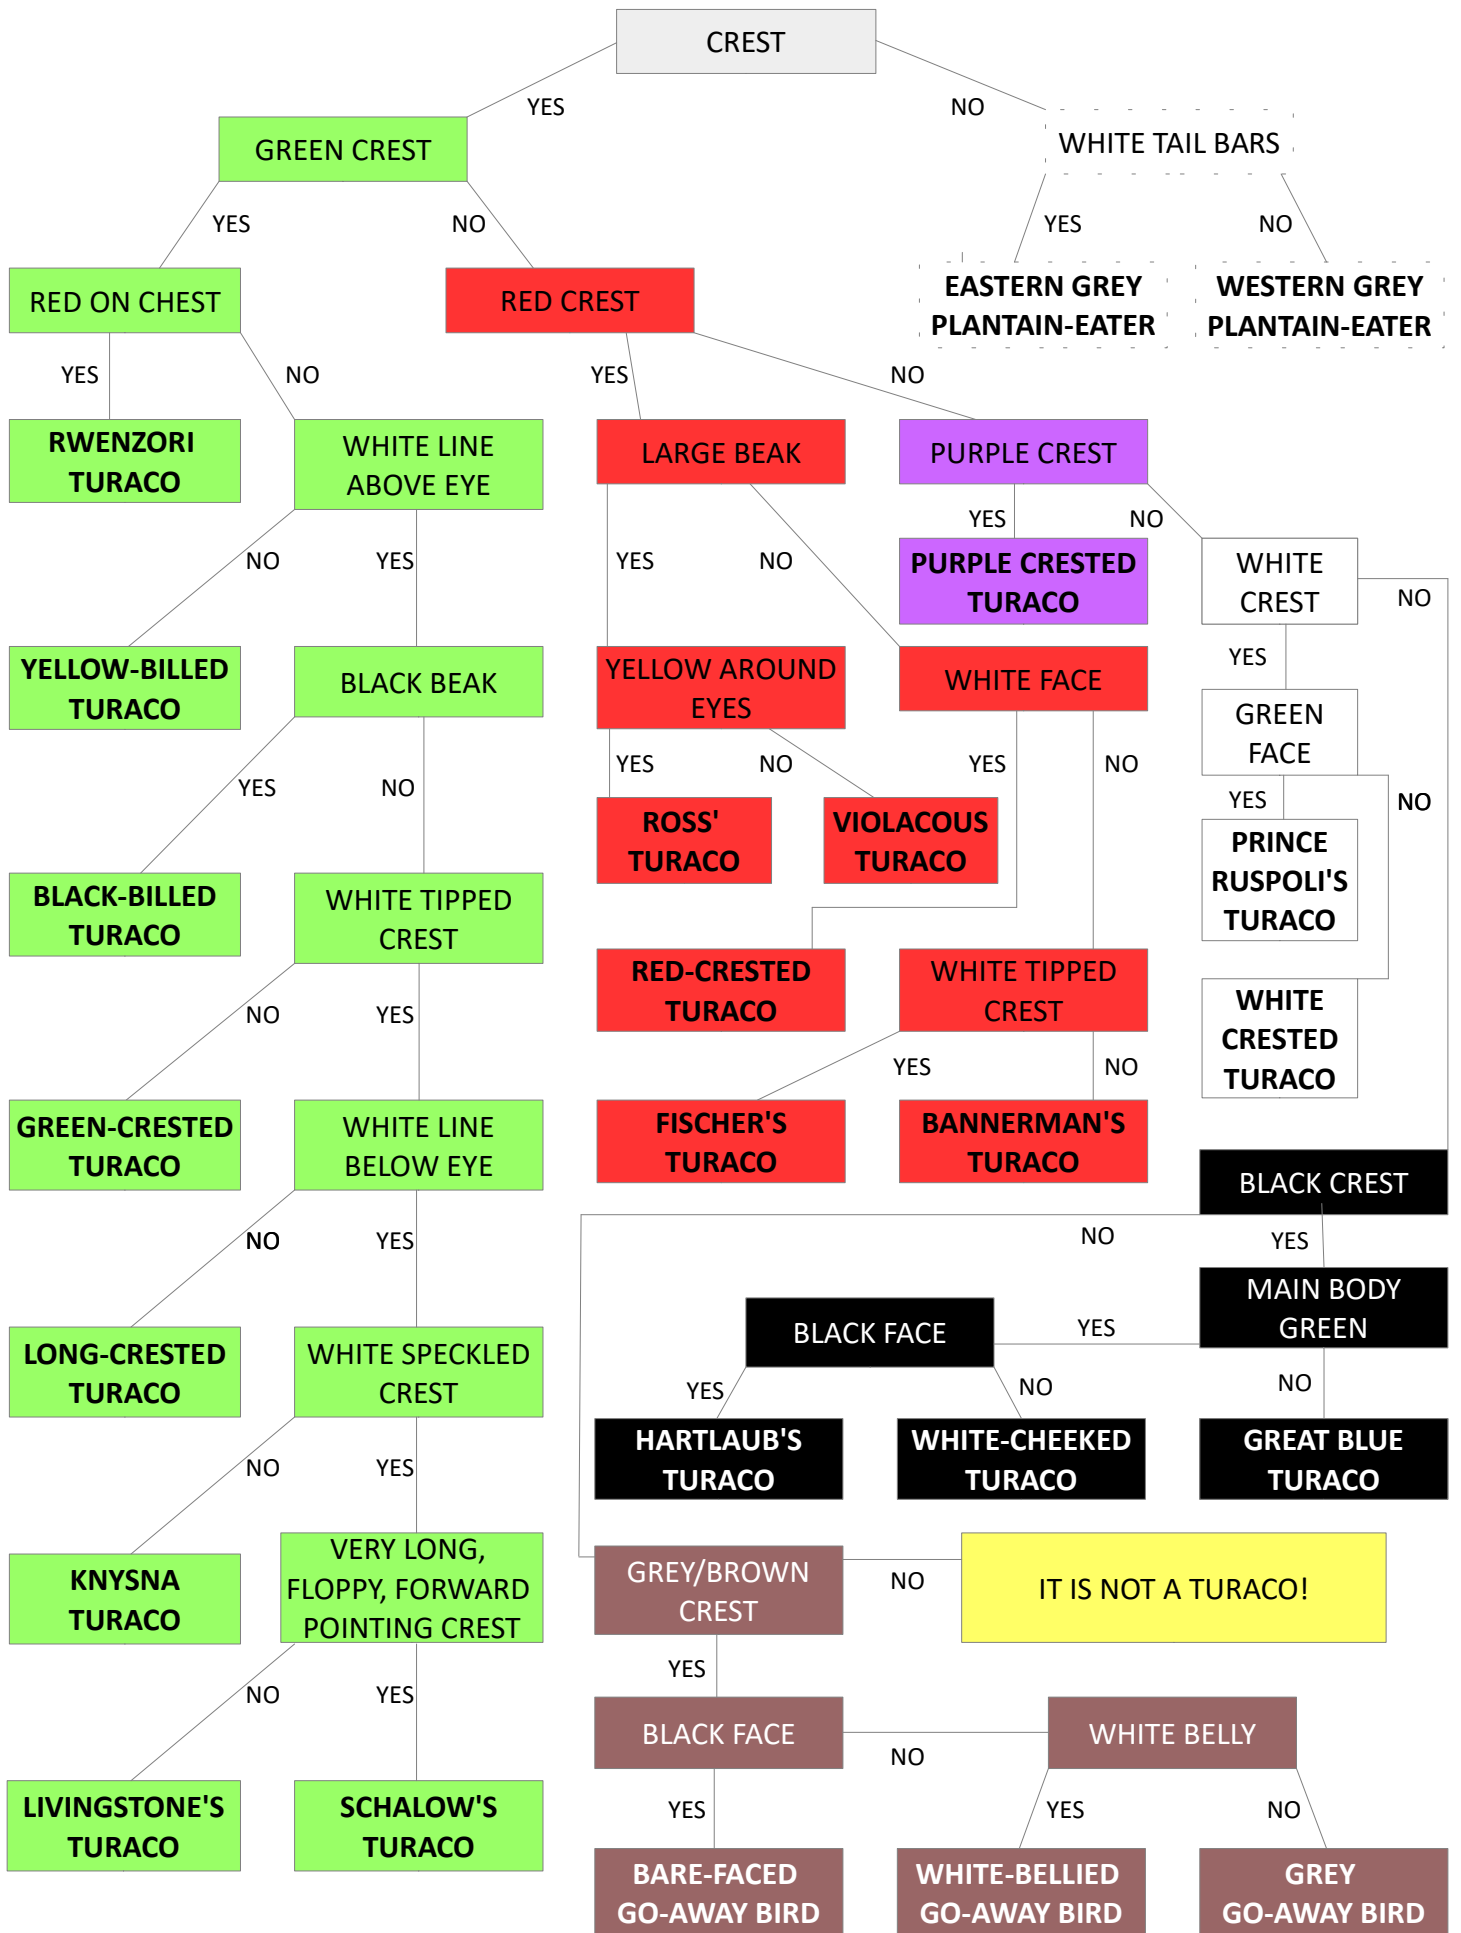 CREST
YES
NO
GREEN CREST
WHITE TAIL BARS
YES
NO
YES
NO
RED ON CHEST
RED CREST
EASTERN GREY
PLANTAIN-EATER
WESTERN GREY
PLANTAIN-EATER
YES
NO
YES
NO
RWENZORI
TURACO
WHITE LINE
ABOVE EYE
LARGE BEAK
PURPLE CREST
YES
NO
NO
YES
YES
NO
PURPLE CRESTED
TURACO
WHITE
CREST
NO
YES
YELLOW-BILLED
TURACO
BLACK BEAK
YELLOW AROUND
EYES
WHITE FACE
GREEN
FACE
YES
NO
YES
NO
YES
NO
YES
NO
ROSS'
TURACO
VIOLACOUS
TURACO
PRINCE
RUSPOLI'S
TURACO
BLACK-BILLED
TURACO
WHITE TIPPED
CREST
RED-CRESTED
TURACO
WHITE TIPPED
CREST
WHITE
CRESTED
TURACO
NO
YES
YES
NO
GREEN-CRESTED
TURACO
WHITE LINE
BELOW EYE
FISCHER'S
TURACO
BANNERMAN'S
TURACO
BLACK CREST
NO
YES
NO
YES
MAIN BODY
GREEN
BLACK FACE
YES
LONG-CRESTED
TURACO
WHITE SPECKLED
CREST
YES
NO
NO
HARTLAUB'S
TURACO
WHITE-CHEEKED
TURACO
GREAT BLUE
TURACO
NO
YES
KNYSNA
TURACO
VERY LONG,
FLOPPY, FORWARD
POINTING CREST
GREY/BROWN
CREST
NO
IT IS NOT A TURACO!
NO
YES
YES
BLACK FACE
NO
WHITE BELLY
LIVINGSTONE'S
TURACO
SCHALOW'S
TURACO
YES
YES
NO
BARE-FACED
GO-AWAY BIRD
WHITE-BELLIED
GO-AWAY BIRD
GREY
GO-AWAY BIRD